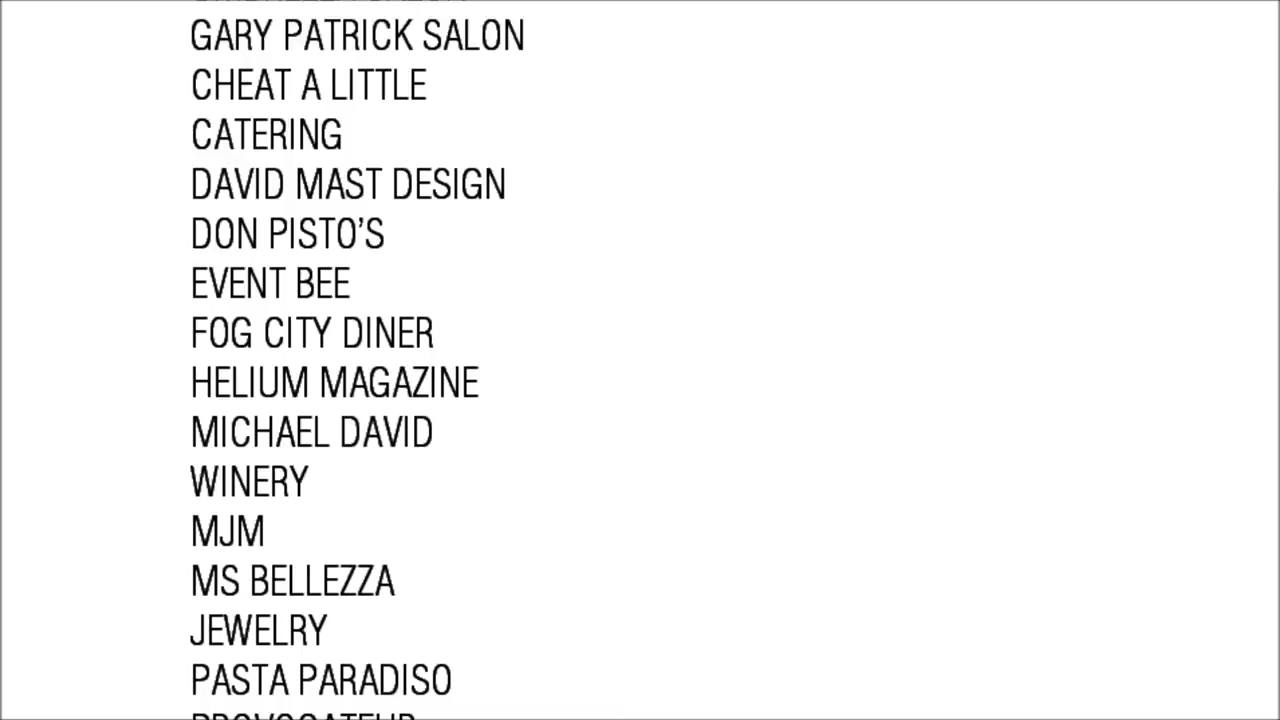 GARY PATRICK SALON
CHEAT A LITTLE
CATERING
DAVID MAST DESIGN
DON PISTO'S
EVENT BEE
FOG CITY DINER
HELIUM MAGAZINE
MICHAEL DAVID
WINERY
MJM
MS BELLEZZA
JEWELRY
PASTA PARADISO
PROVOCATEUR